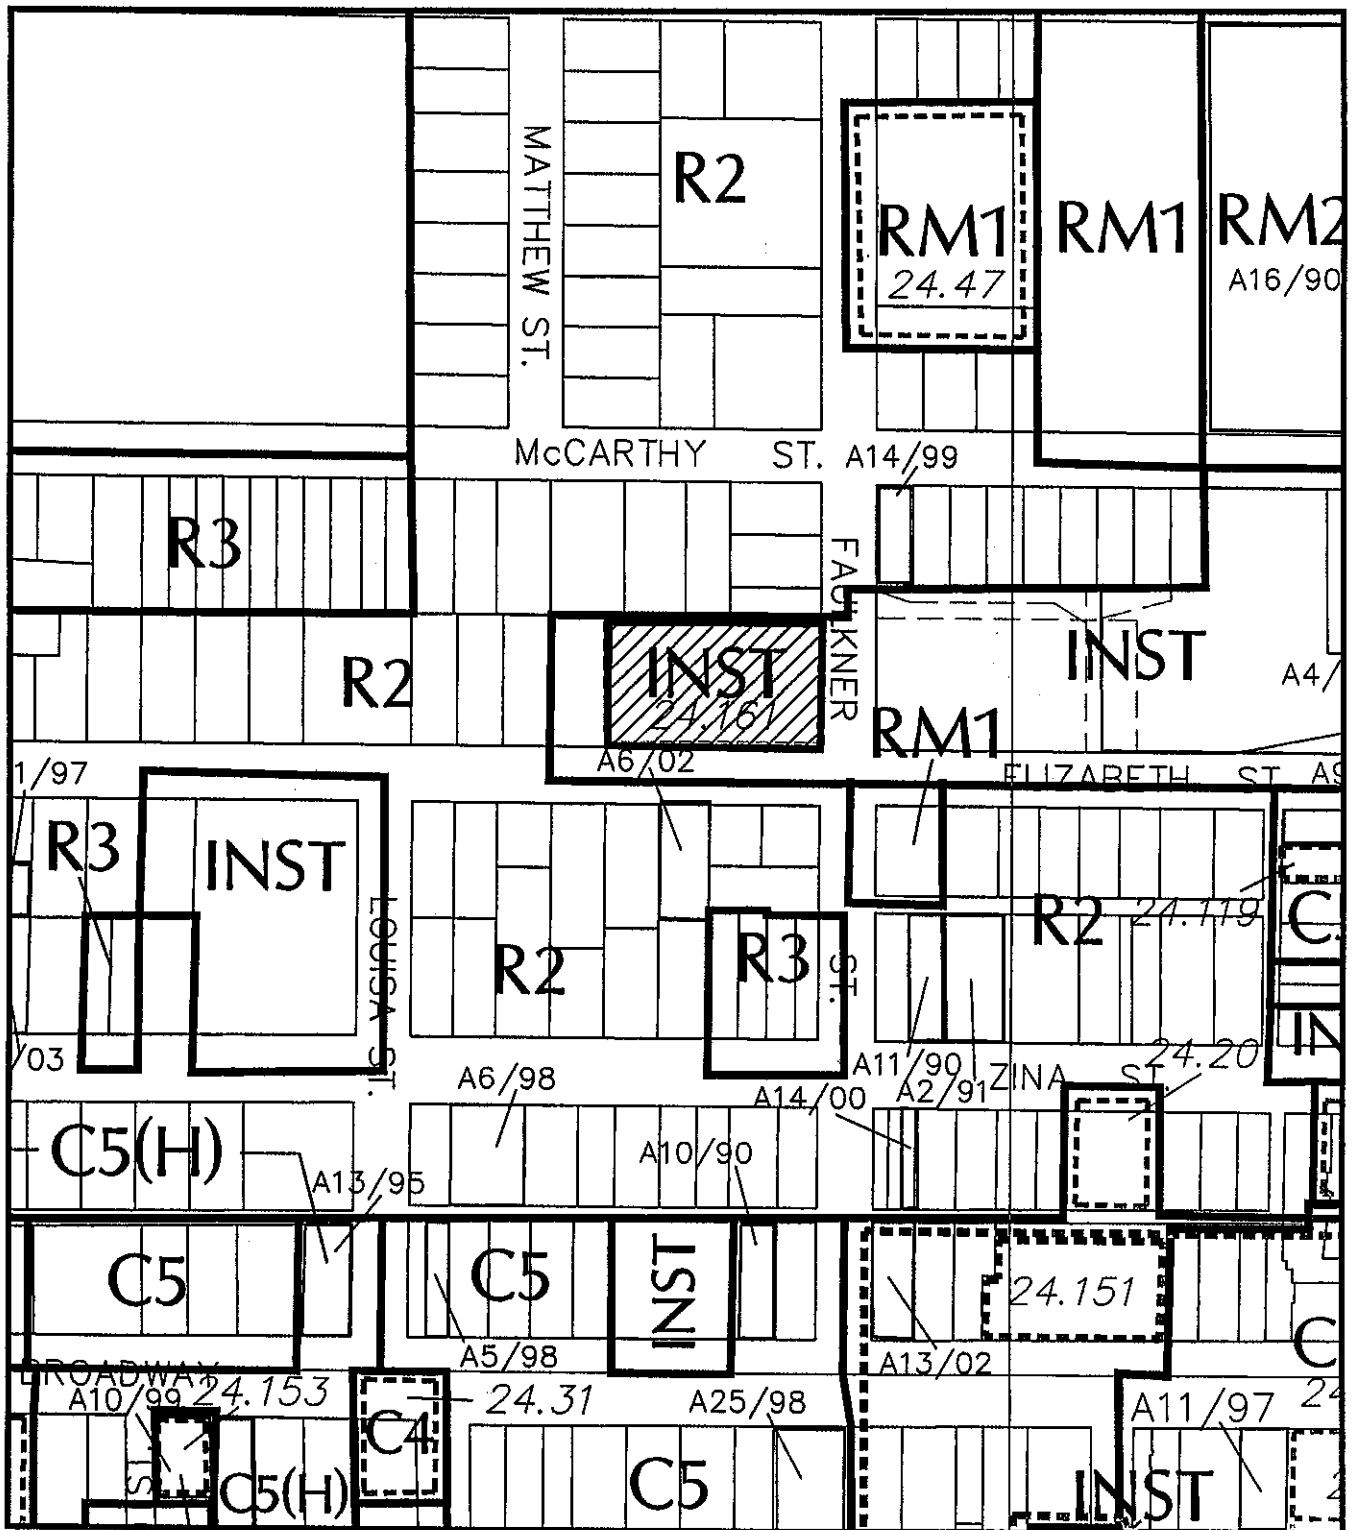 MATTHEW ST.
R2
RM1
24.47
RM1
RM2
A16/90
McCARTHY ST.
A14/99
R3
FAULKNER ST.
INST
24.161
INST
R2
A4/
RM1
A6/02
ELIZABETH ST.
1/97
R3
INST
LOUISA ST.
R2
R3
R2
24.119
/03
A6/98
A11/90
A2/91
ZINA ST.
24.20
A14/00
C5(H)
A13/95
A10/90
C5
C5
INST
24.151
A5/98
A13/02
BROADWAY
ST.
A10/99
24.153
24.31
C4
A25/98
A11/97
C5(H)
C5
INST